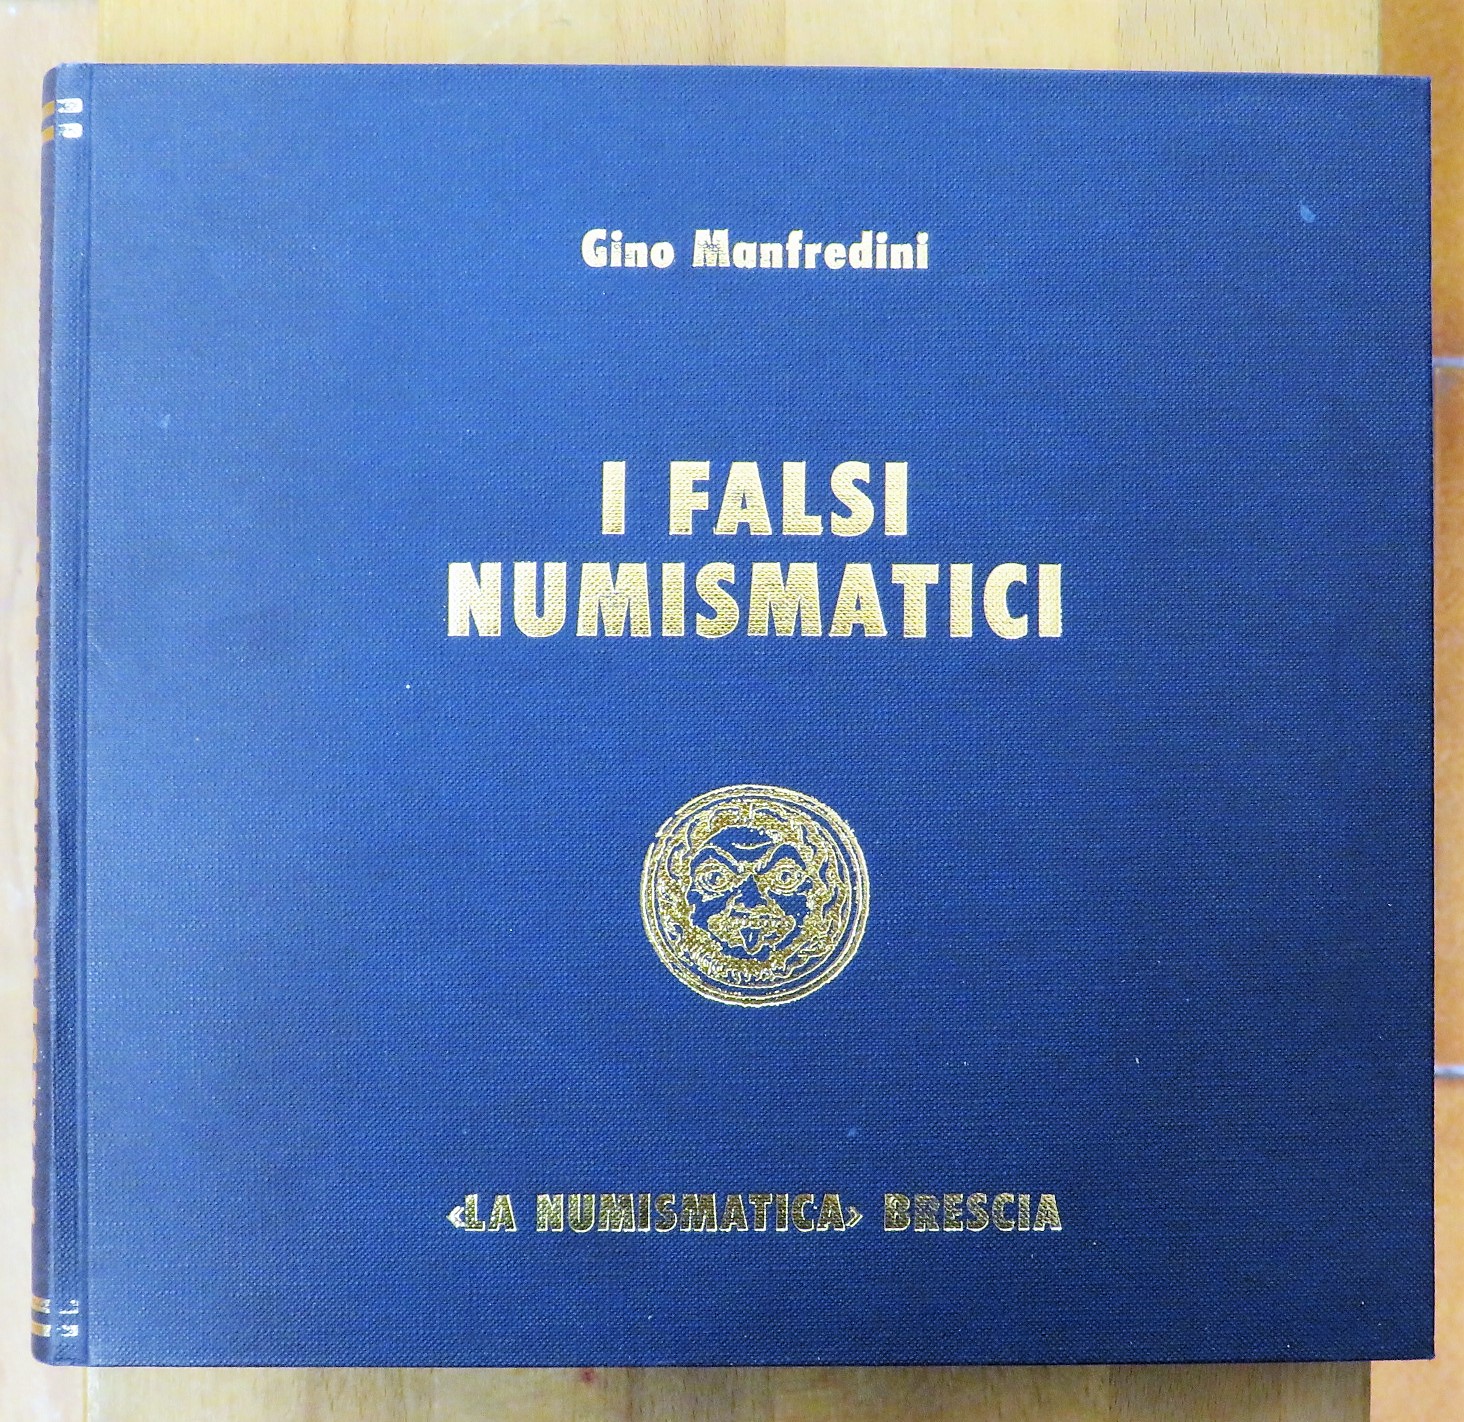 Gino Manfredini
I FALSI
NUMISMATICI
«LA NUMISMATICA» BRESCIA